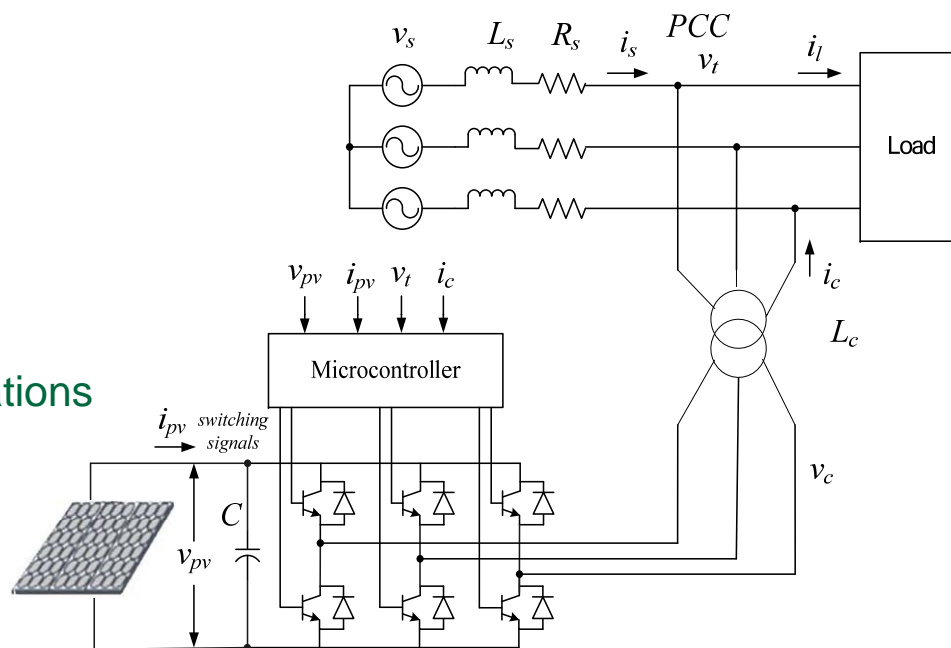 v_s L_s R_s i_s PCC v_t i_l
Load
v_pv i_pv v_t i_c
i_c
L_c
Microcontroller
i_pv switching signals
v_c
C
v_pv